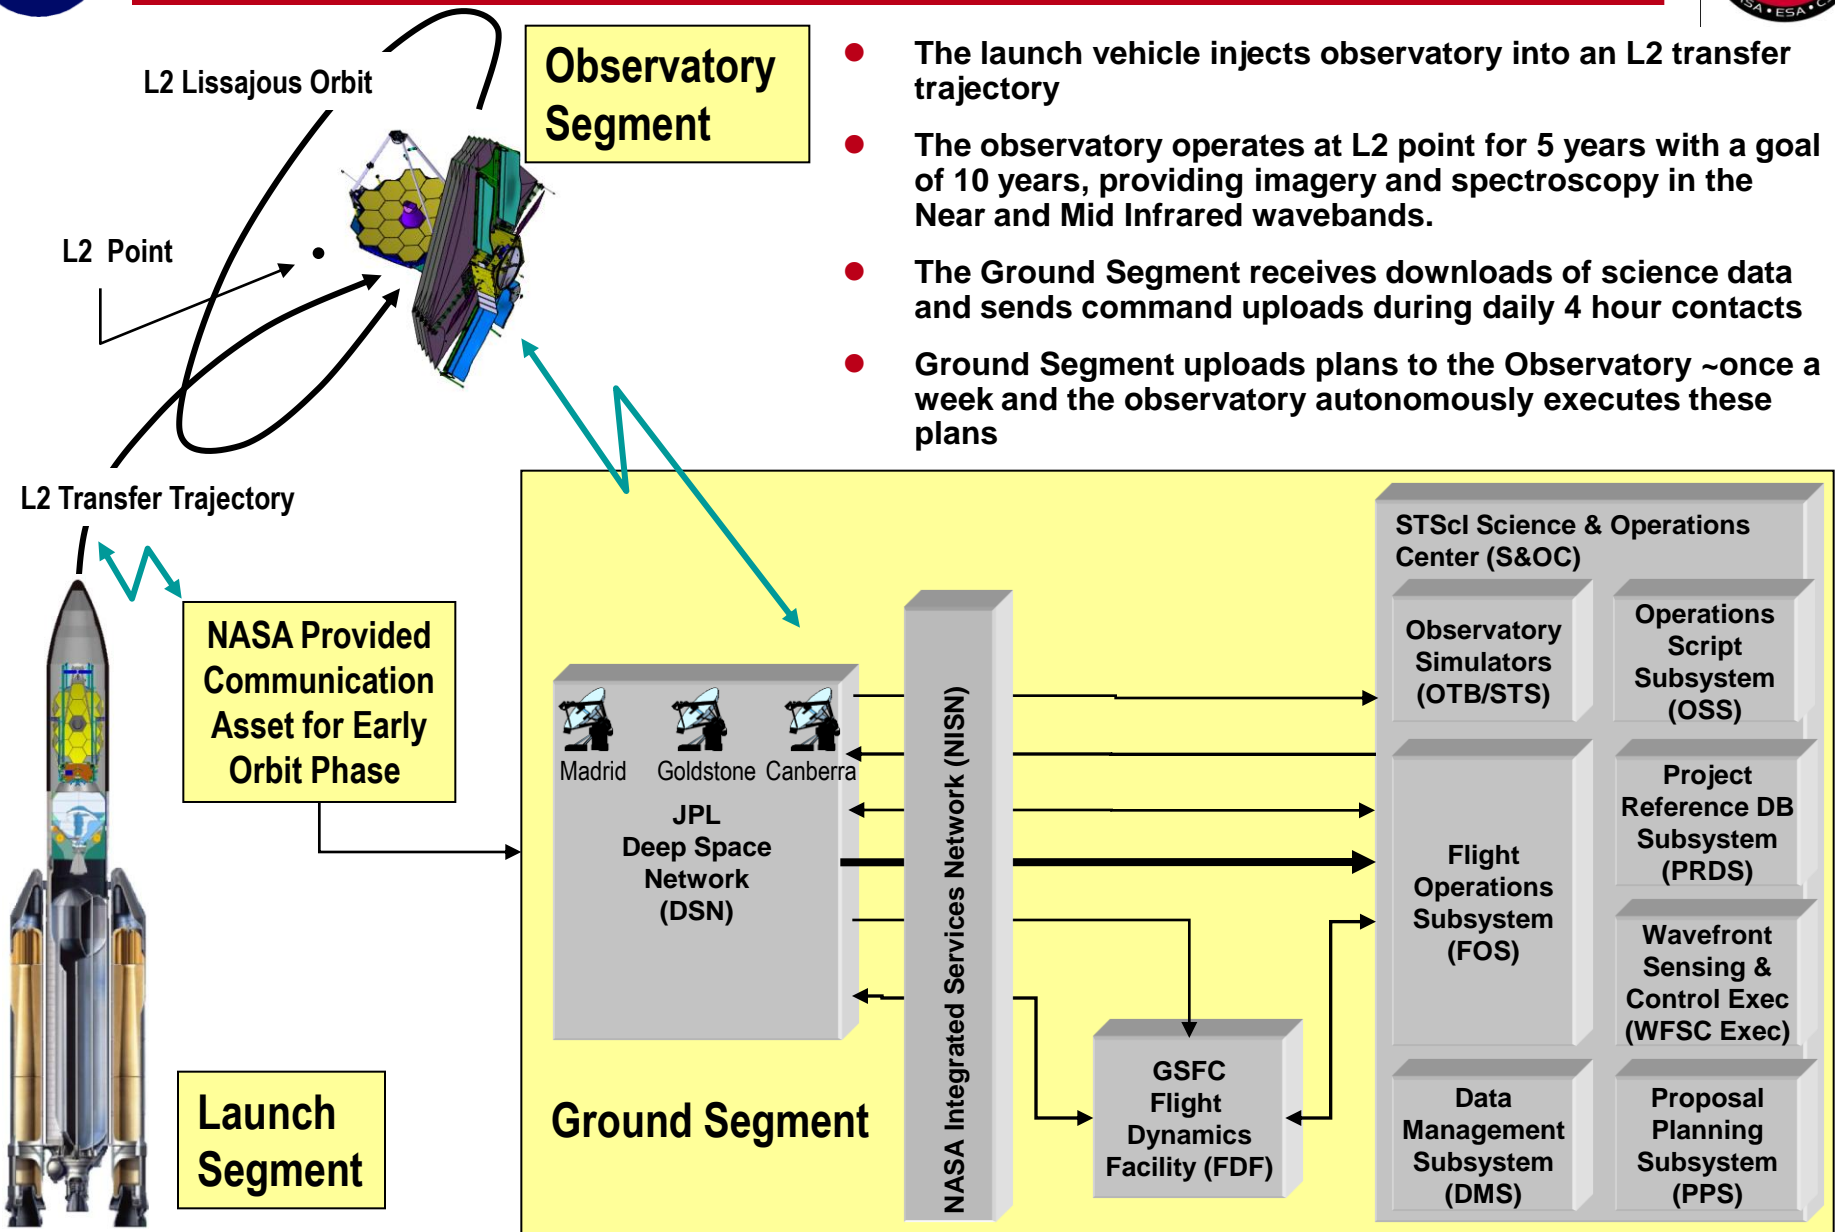 SA • ESA • C
L2 Lissajous Orbit
Observatory
Segment
L2 Point
L2 Transfer Trajectory
● The launch vehicle injects observatory into an L2 transfer
trajectory
● The observatory operates at L2 point for 5 years with a goal
of 10 years, providing imagery and spectroscopy in the
Near and Mid Infrared wavebands.
● The Ground Segment receives downloads of science data
and sends command uploads during daily 4 hour contacts
● Ground Segment uploads plans to the Observatory ~once a
week and the observatory autonomously executes these
plans
NASA Provided
Communication
Asset for Early
Orbit Phase
Launch
Segment
Madrid
Goldstone
Canberra
JPL
Deep Space
Network
(DSN)
Ground Segment
NASA Integrated Services Network (NISN)
GSFC
Flight
Dynamics
Facility (FDF)
STScI Science & Operations
Center (S&OC)
Observatory
Simulators
(OTB/STS)
Operations
Script
Subsystem
(OSS)
Flight
Operations
Subsystem
(FOS)
Project
Reference DB
Subsystem
(PRDS)
Wavefront
Sensing &
Control Exec
(WFSC Exec)
Data
Management
Subsystem
(DMS)
Proposal
Planning
Subsystem
(PPS)